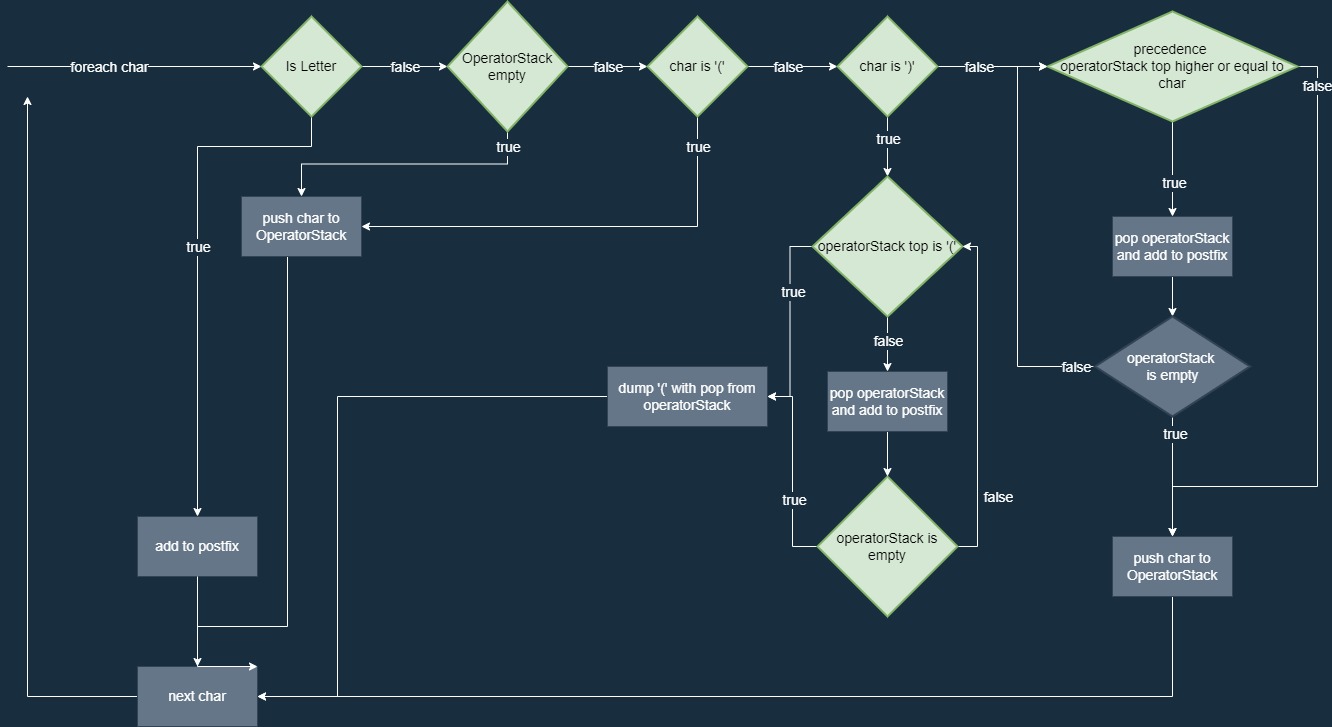 foreach char
Is Letter
false
OperatorStack
empty
false
char is '('
false
char is ')'
false
precedence
operatorStack top higher or equal to
char
false
true
true
true
true
push char to
OperatorStack
true
operatorStack top is '('
pop operatorStack
and add to postfix
true
false
operatorStack
is empty
false
dump '(' with pop from
operatorStack
pop operatorStack
and add to postfix
true
true
false
operatorStack is
empty
add to postfix
push char to
OperatorStack
next char